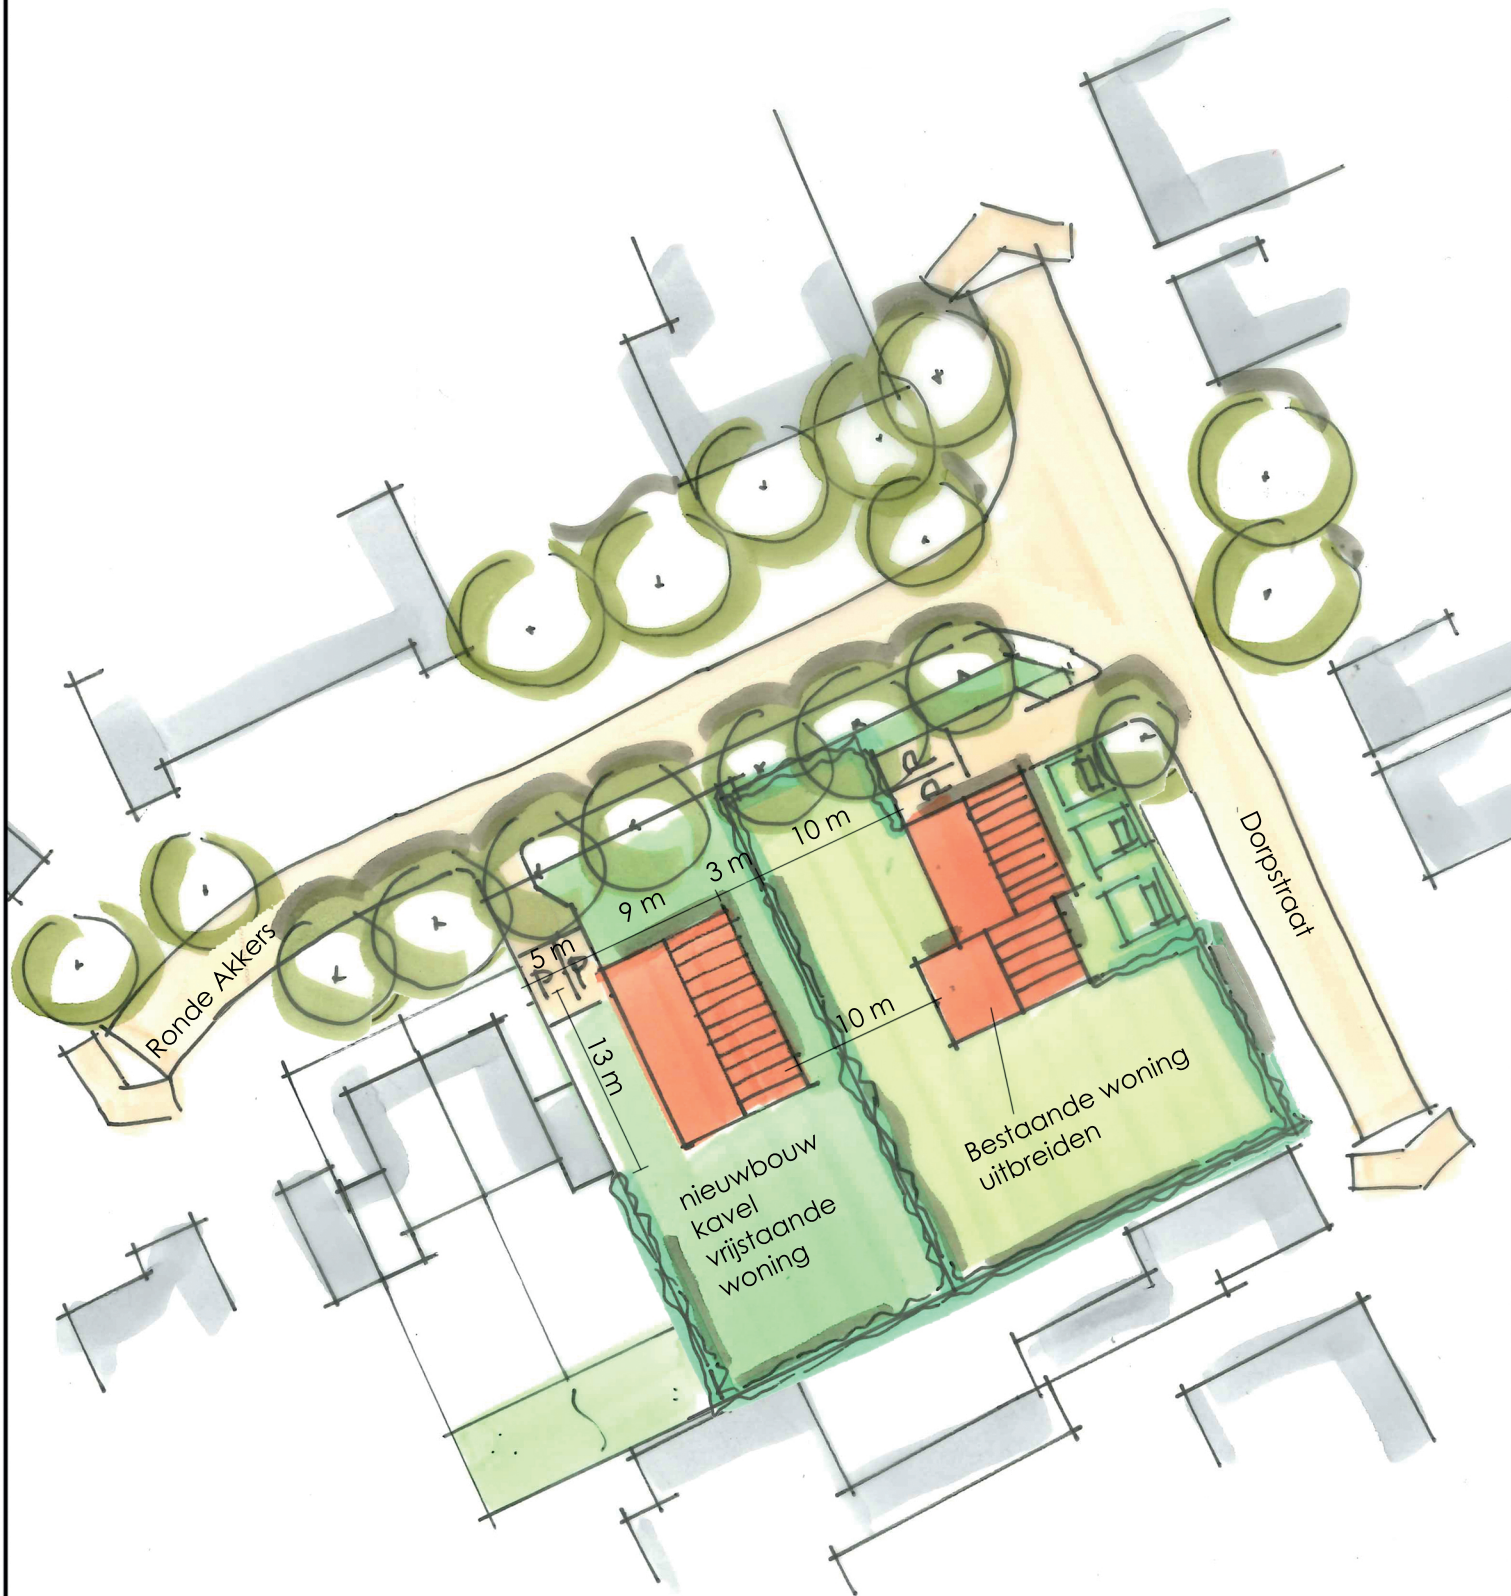 10 m
3 m
9 m
5 m
P P
P P
10 m
13 m
Ronde Akkers
Dorpstraat
Bestaande woning
uitbreiden
nieuwbouw
kavel
vrijstaande
woning